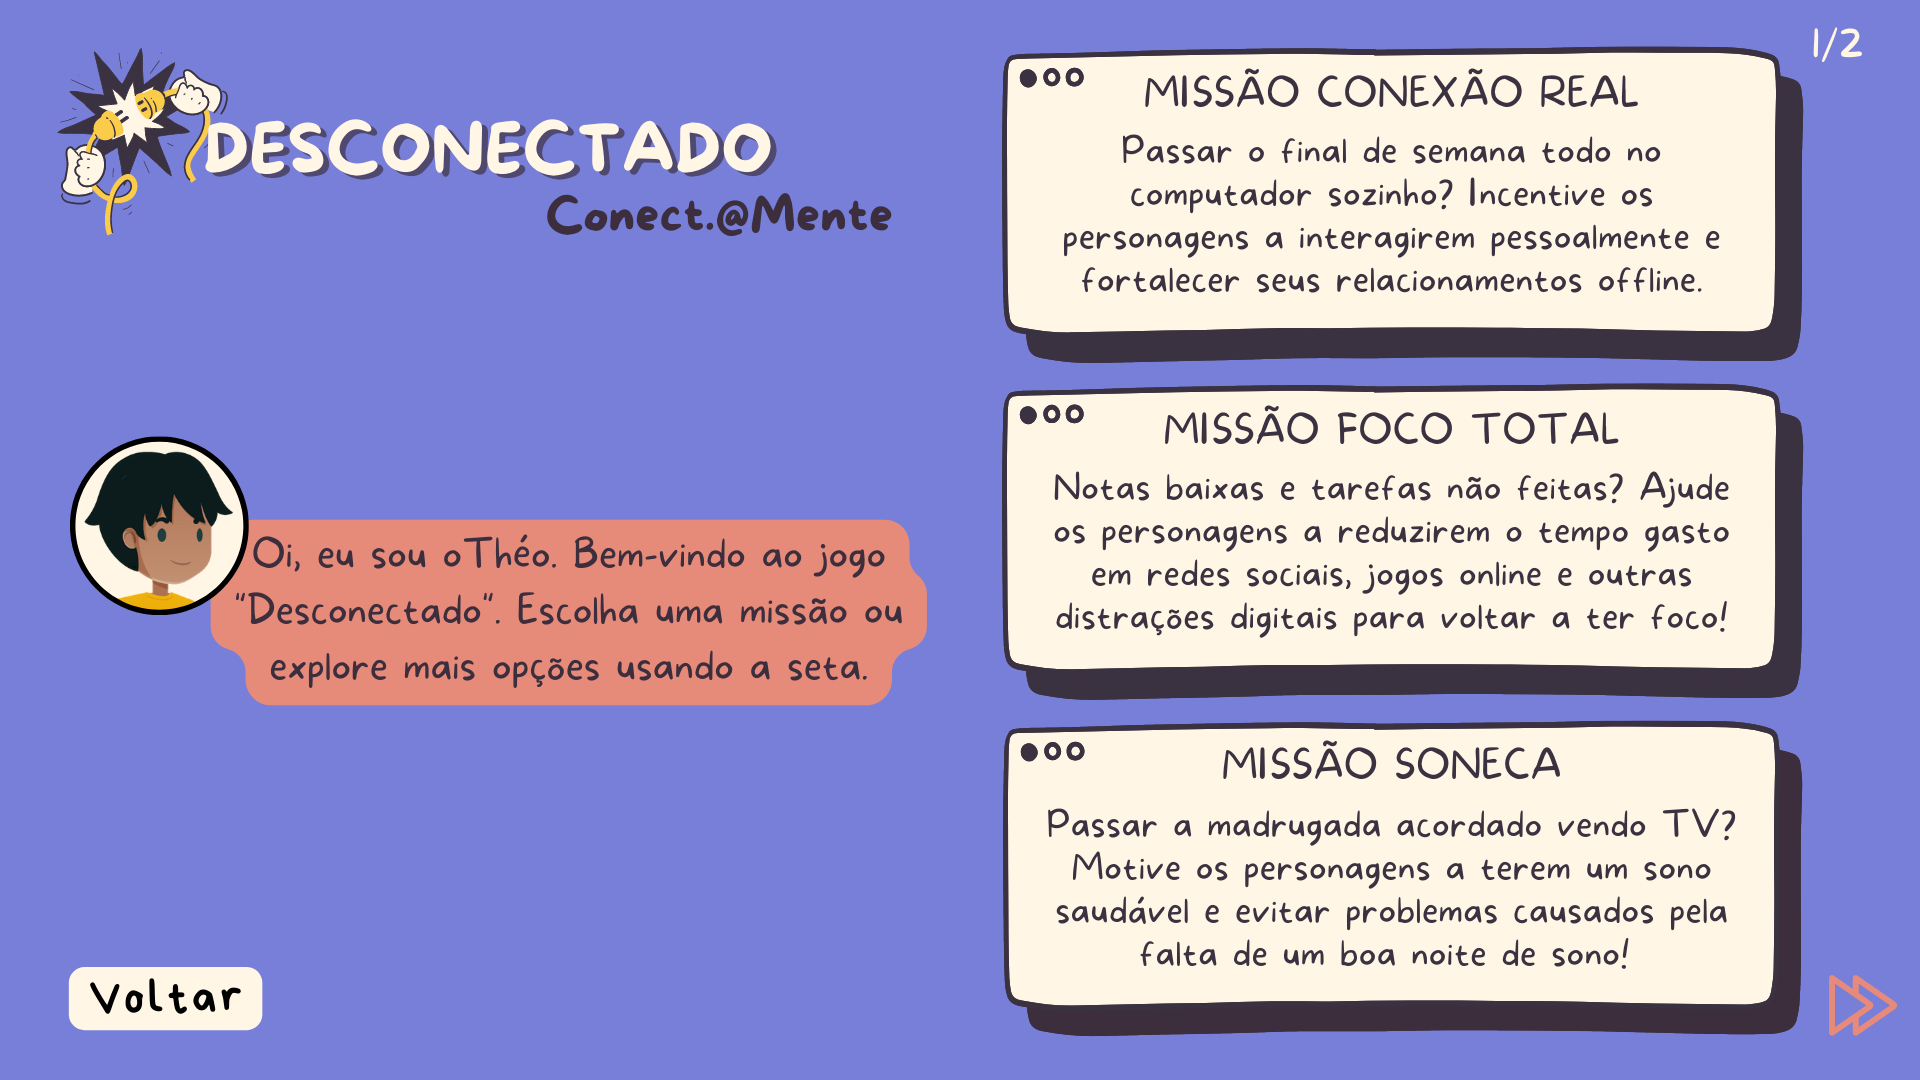 DESCONECTADO
Conect.@Mente
Oi, eu sou oThéo. Bem-vindo ao jogo
"Desconectado". Escolha uma missão ou
explore mais opções usando a seta.
Voltar
1/2
MISSÃO CONEXÃO REAL
Passar o final de semana todo no
computador sozinho? Incentive os
personagens a interagirem pessoalmente e
fortalecer seus relacionamentos offline.
MISSÃO FOCO TOTAL
Notas baixas e tarefas não feitas? Ajude
os personagens a reduzirem o tempo gasto
em redes sociais, jogos online e outras
distrações digitais para voltar a ter foco!
MISSÃO SONECA
Passar a madrugada acordado vendo TV?
Motive os personagens a terem um sono
saudável e evitar problemas causados pela
falta de um boa noite de sono!